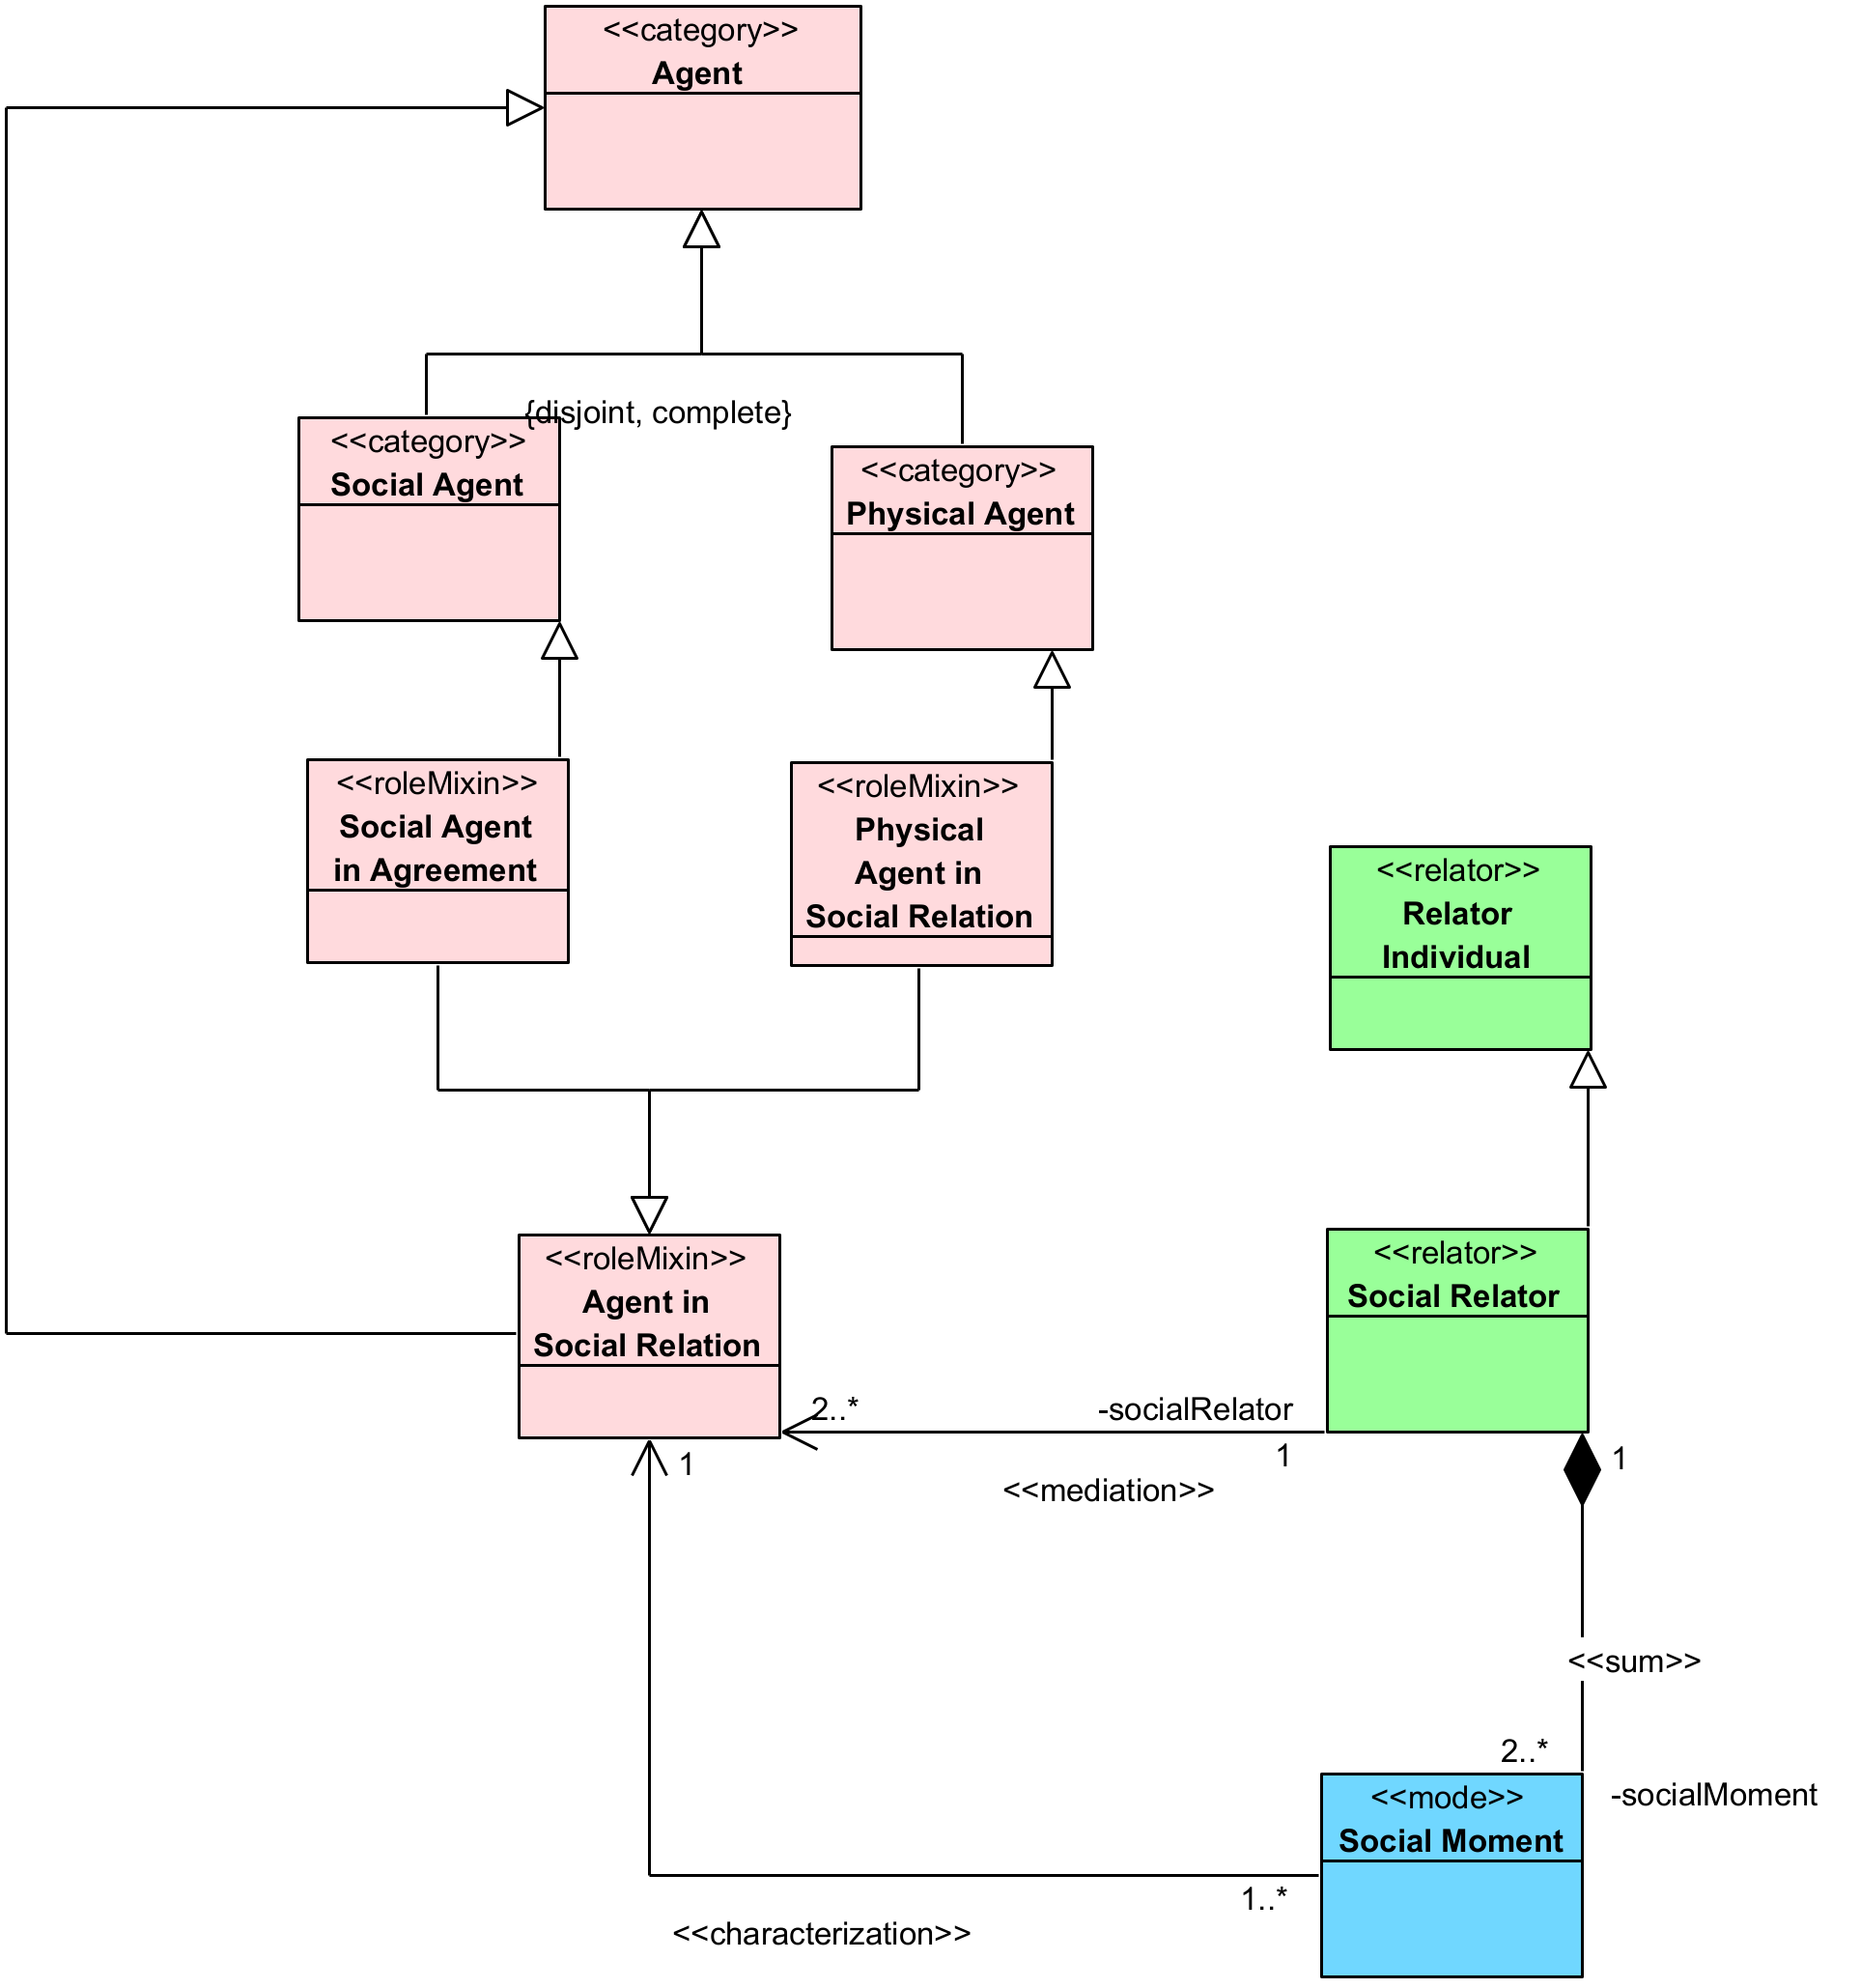 <<category>>
Agent
{disjoint, complete}
<<category>>
Social Agent
<<category>>
Physical Agent
<<roleMixin>>
Social Agent
in Agreement
<<roleMixin>>
Physical
Agent in
Social Relation
<<relator>>
Relator
Individual
<<roleMixin>>
Agent in
Social Relation
<<relator>>
Social Relator
2..*
-socialRelator
1
1
1
<<mediation>>
<<sum>>
2..*
-socialMoment
<<mode>>
Social Moment
1..*
<<characterization>>